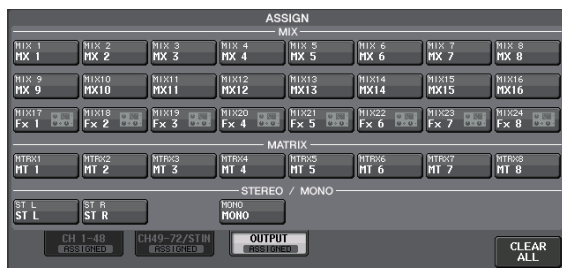 ASSIGN
MIX
MIX 1 MIX 2 MIX 3 MIX 4 MIX 5 MIX 6 MIX 7 MIX 8
MX 1 MX 2 MX 3 MX 4 MX 5 MX 6 MX 7 MX 8
MIX 9 MIX10 MIX11 MIX12 MIX13 MIX14 MIX15 MIX16
MX 9 MX10 MX11 MX12 MX13 MX14 MX15 MX16
MIX17 MIX18 MIX19 MIX20 MIX21 MIX22 MIX23 MIX24
Fx 1 Fx 2 Fx 3 Fx 4 Fx 5 Fx 6 Fx 7 Fx 8
MATRIX
MTRX1 MTRX2 MTRX3 MTRX4 MTRX5 MTRX6 MTRX7 MTRX8
MT 1 MT 2 MT 3 MT 4 MT 5 MT 6 MT 7 MT 8
STEREO / MONO
ST L ST R MONO
ST L ST R MONO
CH 1-48 CH49-72/STIN OUTPUT
ASSIGNED ASSIGNED ASSIGNED
CLEAR
ALL